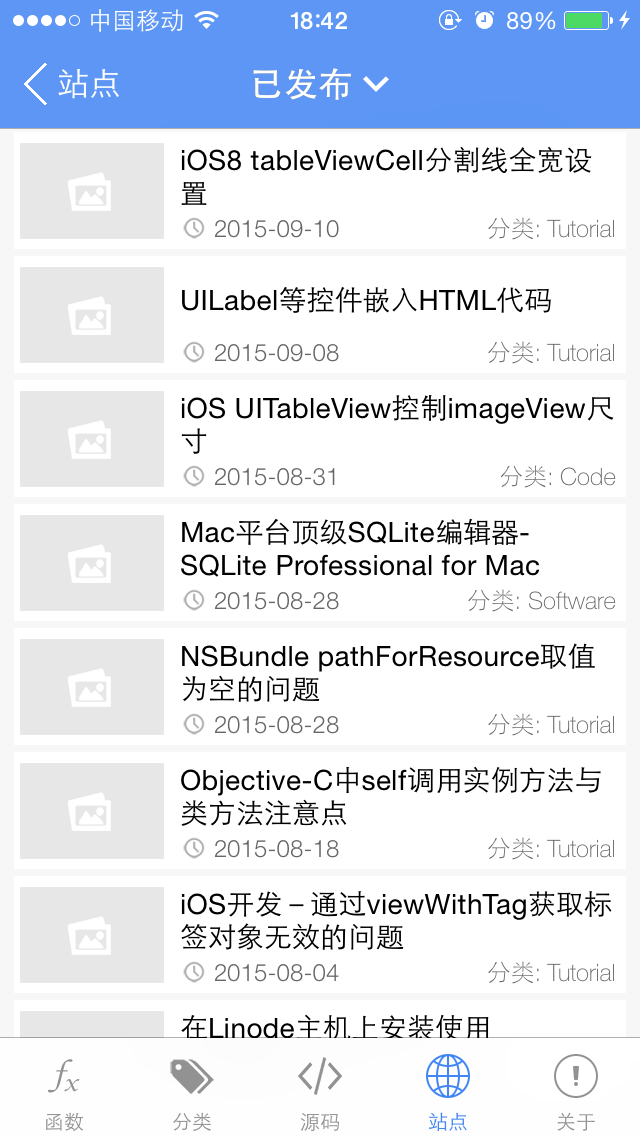 中国移动 18:42 89%
站点 已发布
iOS8 tableViewCell分割线全宽设
置
2015-09-10 分类: Tutorial
UILabel等控件嵌入HTML代码
2015-09-08 分类: Tutorial
iOS UITableView控制imageView尺
寸
2015-08-31 分类: Code
Mac平台顶级SQLite编辑器-
SQLite Professional for Mac
2015-08-28 分类: Software
NSBundle pathForResource取值
为空的问题
2015-08-28 分类: Tutorial
Objective-C中self调用实例方法与
类方法注意点
2015-08-18 分类: Tutorial
iOS开发 – 通过viewWithTag获取标
签对象无效的问题
2015-08-04 分类: Tutorial
在Linode主机上安装使用
函数 分类 源码 站点 关于